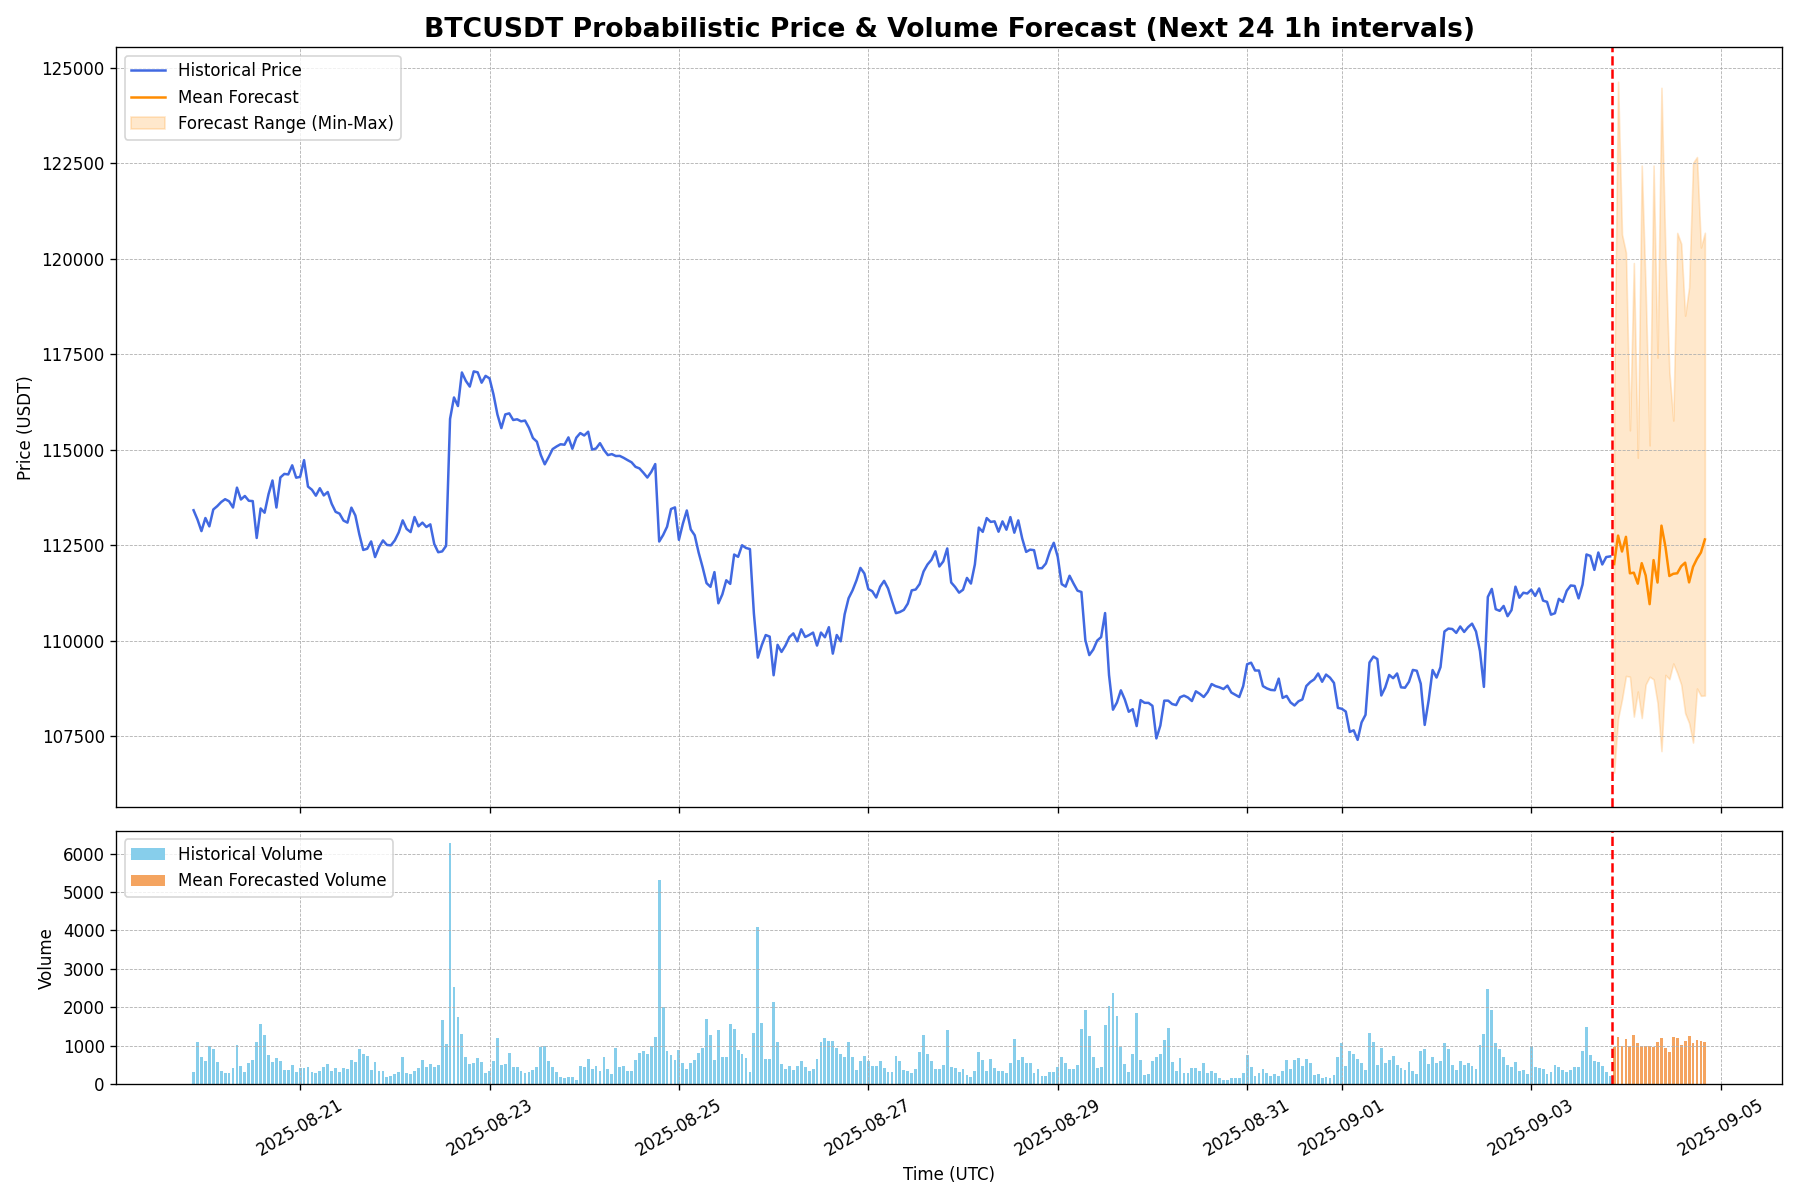 BTCUSDT Probabilistic Price & Volume Forecast (Next 24 1h intervals)
Historical Price
Mean Forecast
Forecast Range (Min-Max)
Price (USDT)
125000
122500
120000
117500
115000
112500
110000
107500
Historical Volume
Mean Forecasted Volume
Volume
6000
5000
4000
3000
2000
1000
0
2025-08-21
2025-08-23
2025-08-25
2025-08-27
2025-08-29
2025-08-31
2025-09-01
2025-09-03
2025-09-05
Time (UTC)